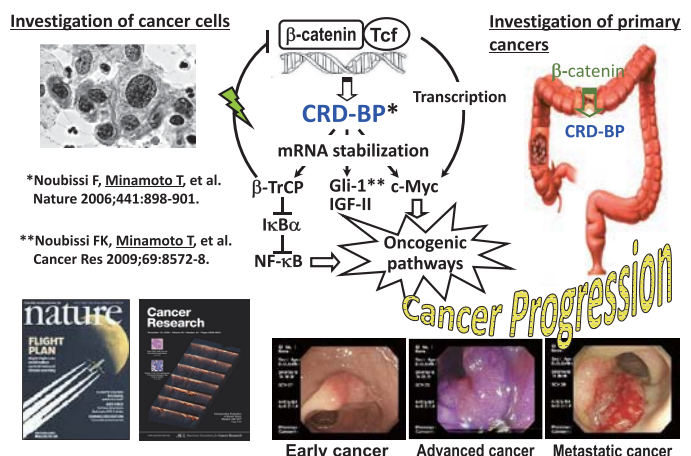 Investigation of cancer cells
β-catenin Tcf
Investigation of primary
cancers
β-catenin
CRD-BP
Transcription
CRD-BP*
mRNA stabilization
β-TrCP
Gli-1** c-Myc
IGF-II
IκBα
NF-κB
Oncogenic
pathways
*Noubissi F, Minamoto T, et al.
Nature 2006;441:898-901.
**Noubissi FK, Minamoto T, et al.
Cancer Res 2009;69:8572-8.
Cancer Progression
nature
FLIGHT
PLAN
Cancer
Research
Early cancer
Advanced cancer
Metastatic cancer